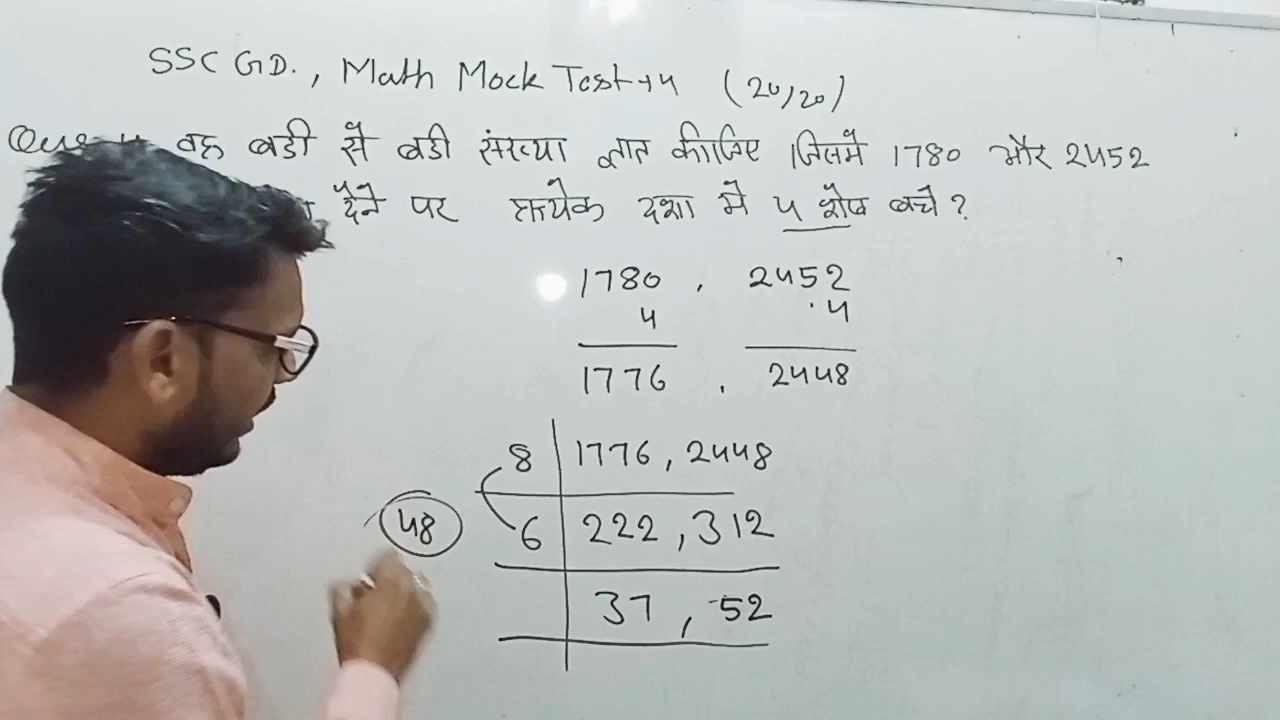 SSC GD., Math Mock Test-14 (20/20)
वह बडी से बडी संख्या ज्ञात कीजिए जिसमे 1780 और 2452
देने पर प्रत्येक दशा मे 4 शेष बचे?
1780 , 2452
4 4
1776 , 2448
8 1776, 2448
48
6 222, 312
37, 52